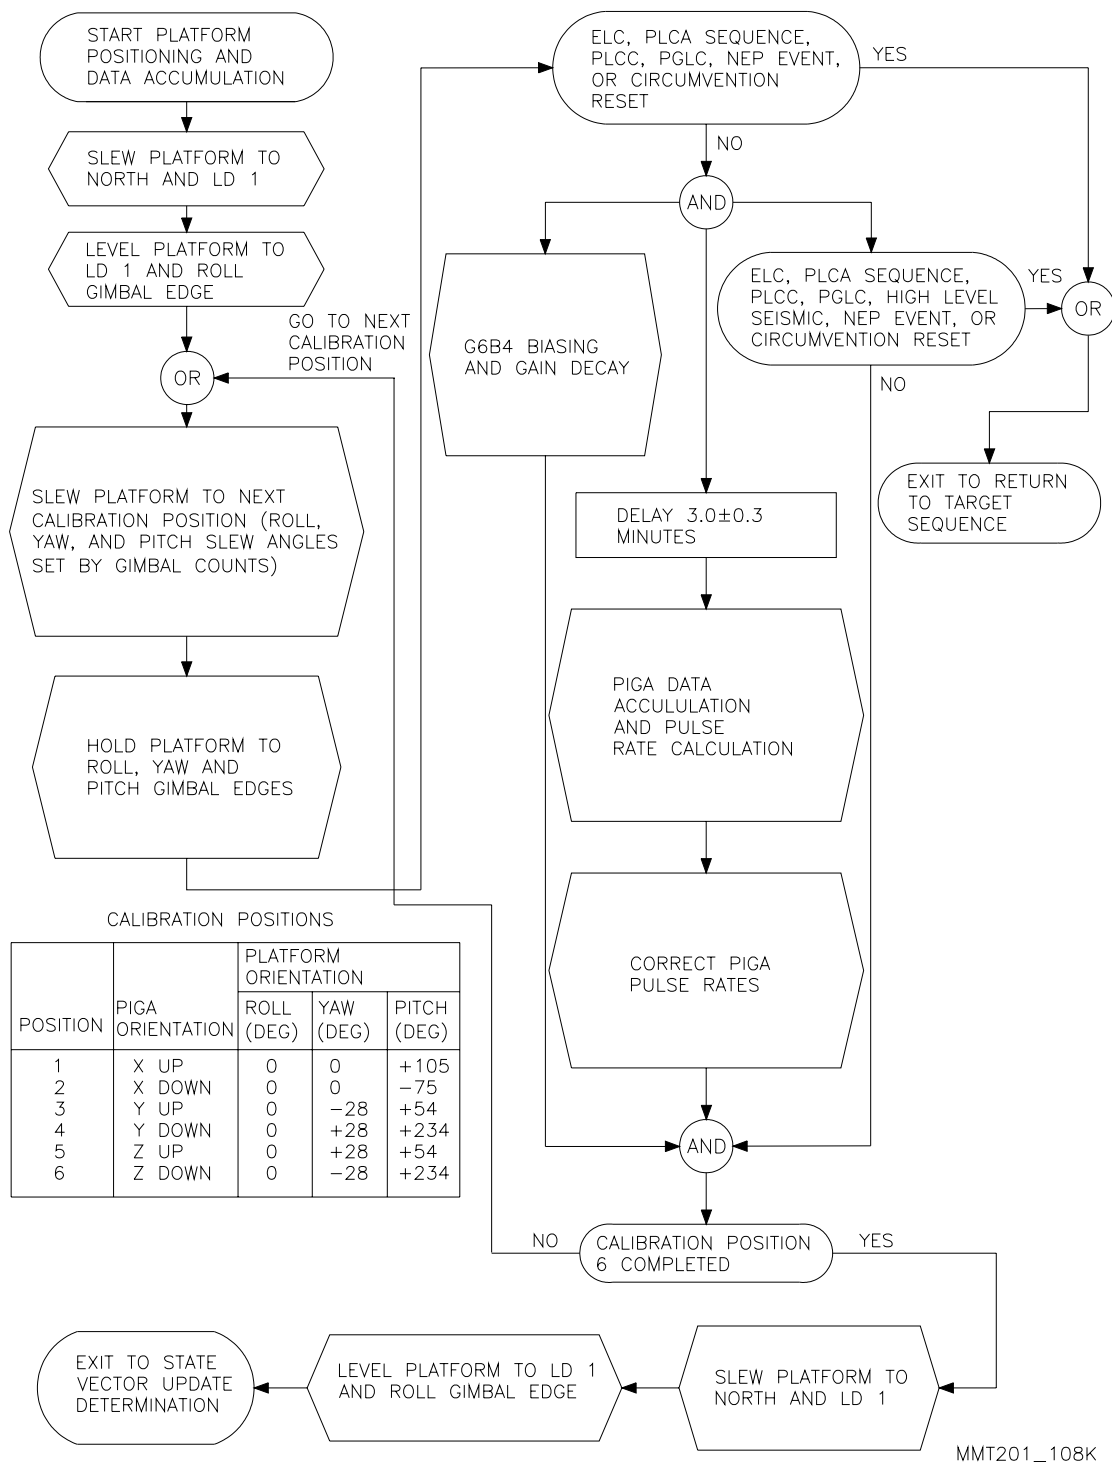 START PLATFORM
POSITIONING AND
DATA ACCUMULATION
SLEW PLATFORM TO
NORTH AND LD 1
LEVEL PLATFORM TO
LD 1 AND ROLL
GIMBAL EDGE
GO TO NEXT
CALIBRATION
POSITION
OR
SLEW PLATFORM TO NEXT
CALIBRATION POSITION (ROLL,
YAW, AND PITCH SLEW ANGLES
SET BY GIMBAL COUNTS)
HOLD PLATFORM TO
ROLL, YAW AND
PITCH GIMBAL EDGES
ELC, PLCA SEQUENCE,
PLCC, PGLC, NEP EVENT,
OR CIRCUMVENTION
RESET
YES
NO
AND
G6B4 BIASING
AND GAIN DECAY
ELC, PLCA SEQUENCE,
PLCC, PGLC, HIGH LEVEL
SEISMIC, NEP EVENT, OR
CIRCUMVENTION RESET
YES
OR
NO
EXIT TO RETURN
TO TARGET
SEQUENCE
DELAY 3.0±0.3
MINUTES
PIGA DATA
ACCULULATION
AND PULSE
RATE CALCULATION
CORRECT PIGA
PULSE RATES
AND
CALIBRATION POSITION
6 COMPLETED
NO
YES
CALIBRATION POSITIONS
PLATFORM
ORIENTATION
POSITION PIGA ORIENTATION ROLL (DEG) YAW (DEG) PITCH (DEG)
1 X UP 0 0 +105
2 X DOWN 0 0 -75
3 Y UP 0 -28 +54
4 Y DOWN 0 +28 +234
5 Z UP 0 +28 +54
6 Z DOWN 0 -28 +234
SLEW PLATFORM TO
NORTH AND LD 1
LEVEL PLATFORM TO LD 1
AND ROLL GIMBAL EDGE
EXIT TO STATE
VECTOR UPDATE
DETERMINATION
MMT201_108K